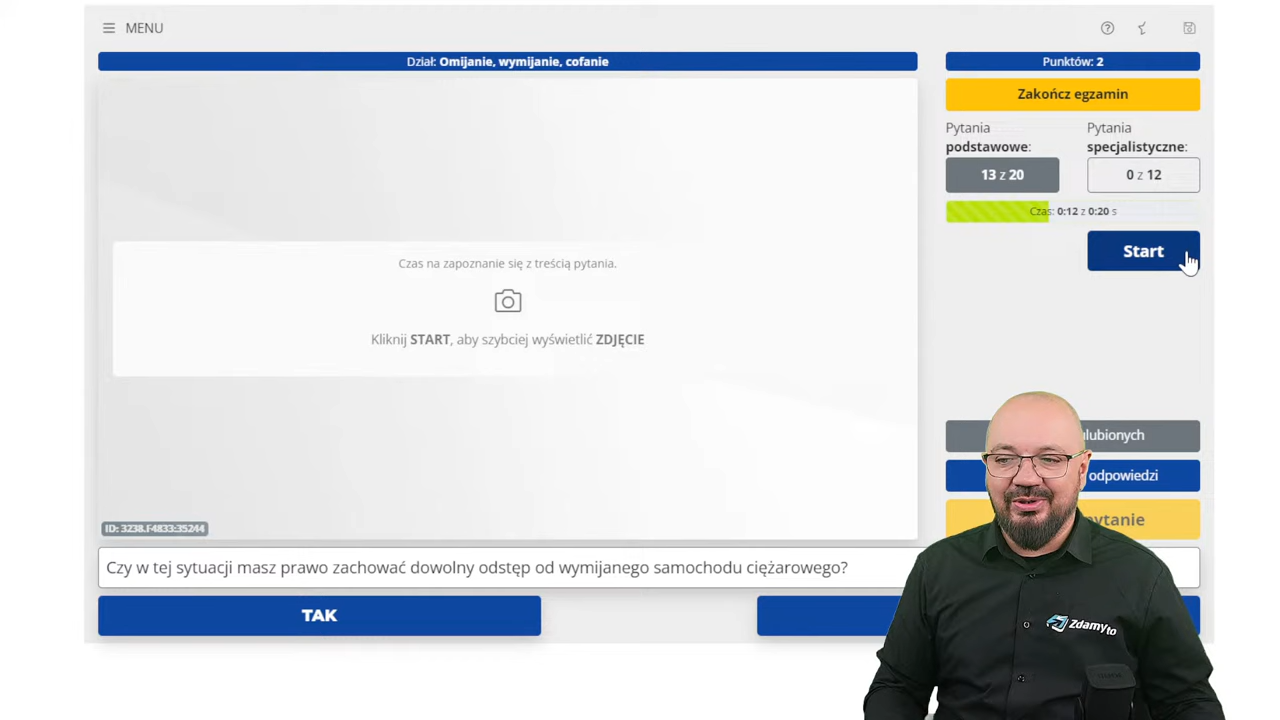 MENU
Dział: Omijanie, wymijanie, cofanie
Punktów: 2
Zakończ egzamin
Pytania
podstawowe:
Pytania
specjalistyczne:
13 z 20
0 z 12
Czas: 0:12 z 0:20 s
Start
Czas na zapoznanie się z treścią pytania.
Kliknij START, aby szybciej wyświetlić ZDJĘCIE
ulubionych
odpowiedzi
pytanie
ID: 3238.F4833:35244
Czy w tej sytuacji masz prawo zachować dowolny odstęp od wymijanego samochodu ciężarowego?
TAK
Zdamyto